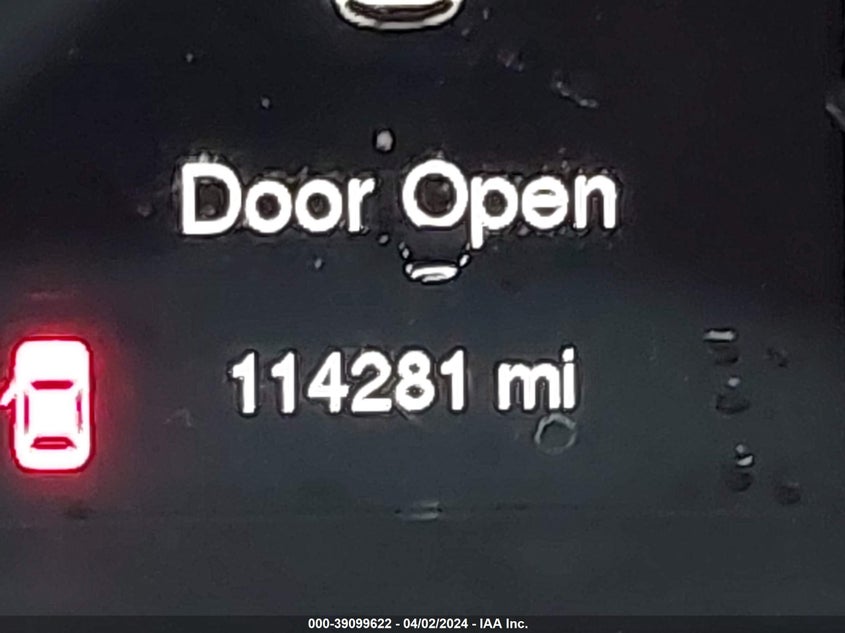 Door Open
114281 mi
000-39099622 - 04/02/2024 - IAA Inc.